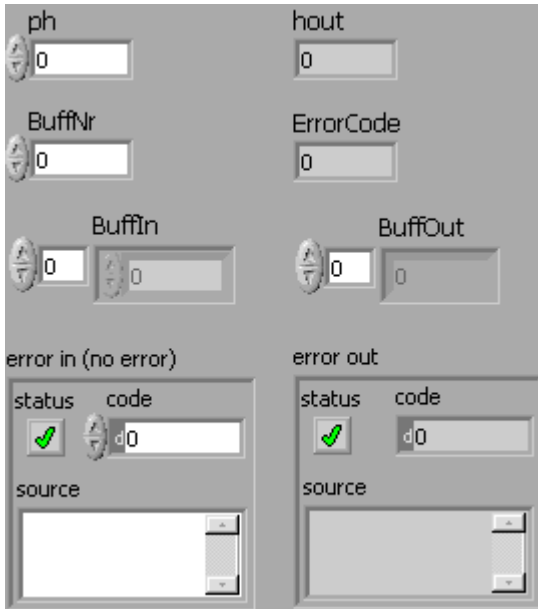 ph hout
0 0
BuffNr ErrorCode
0 0
BuffIn BuffOut
0 0 0 0
error in (no error) error out
status code status code
d0 d0
source source